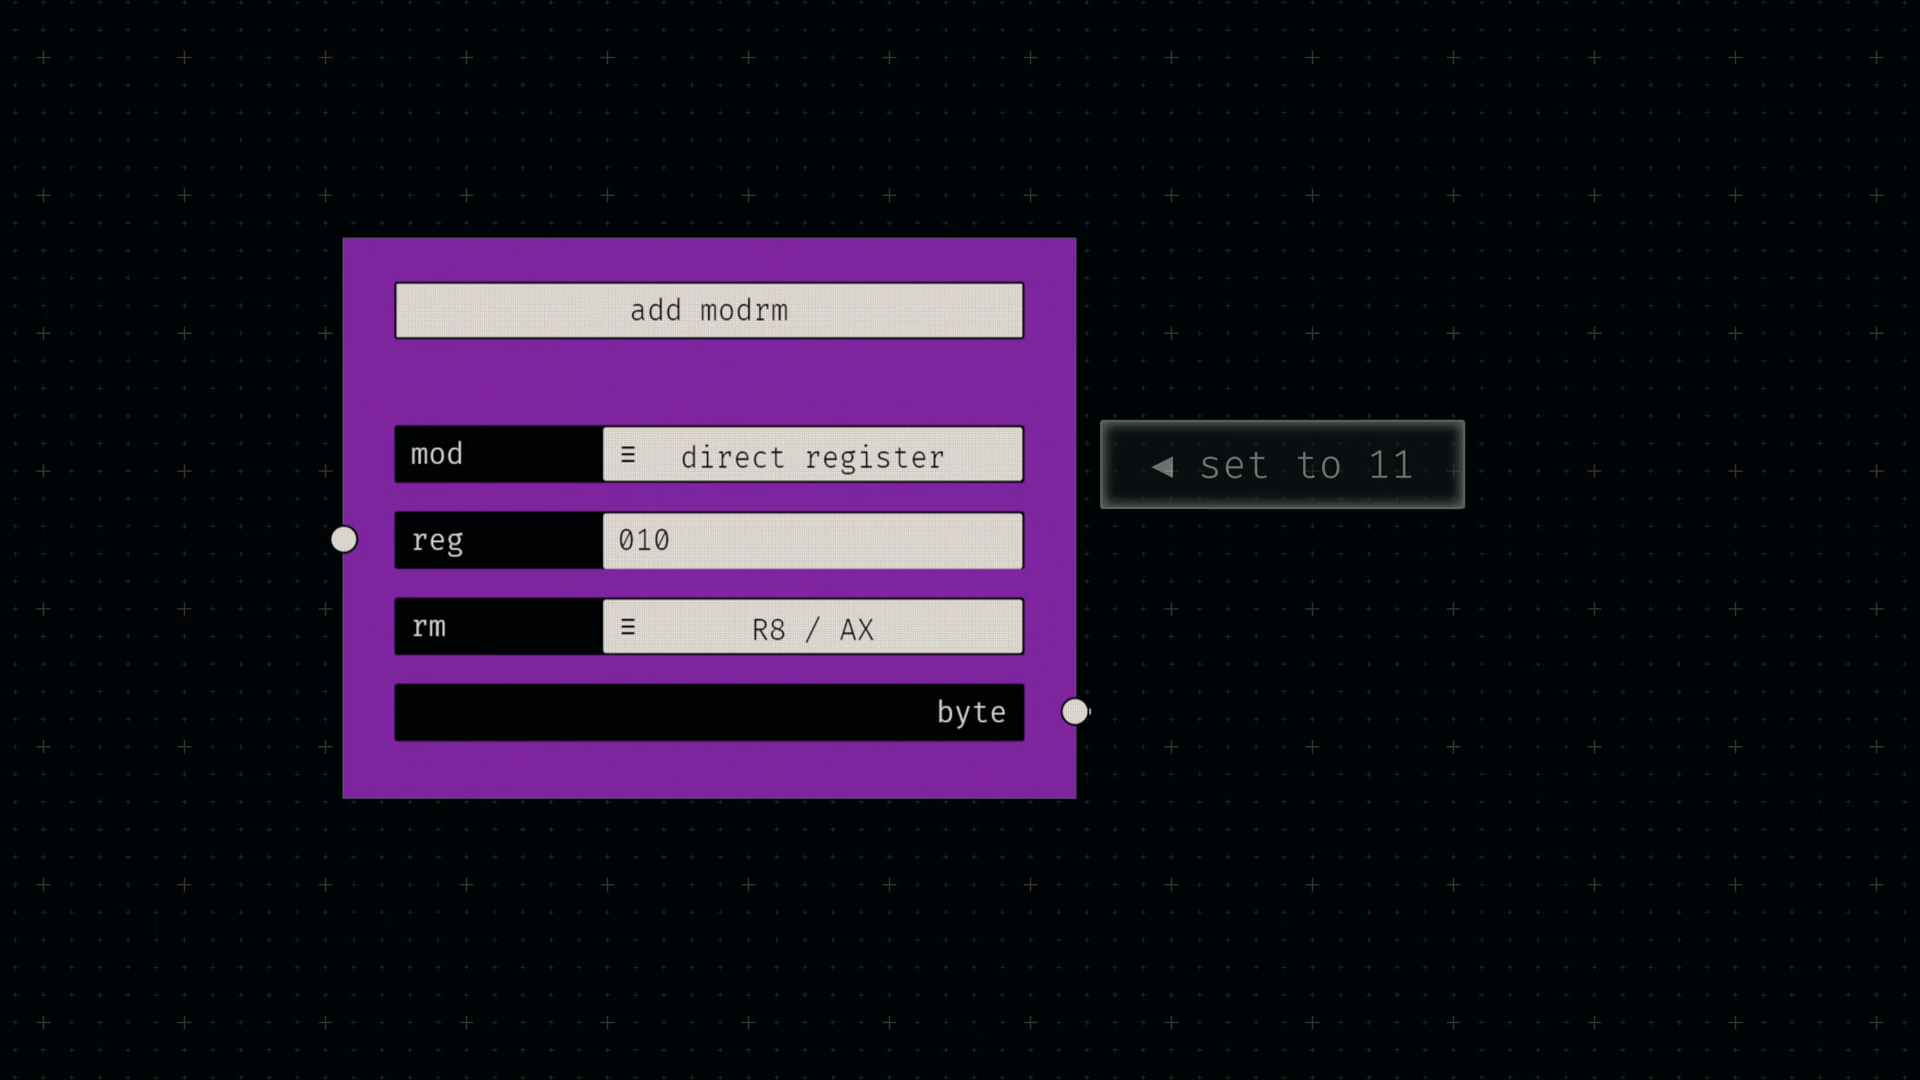 add modrm
mod ≡ direct register
◀ set to 11
reg 010
rm ≡ R8 / AX
byte